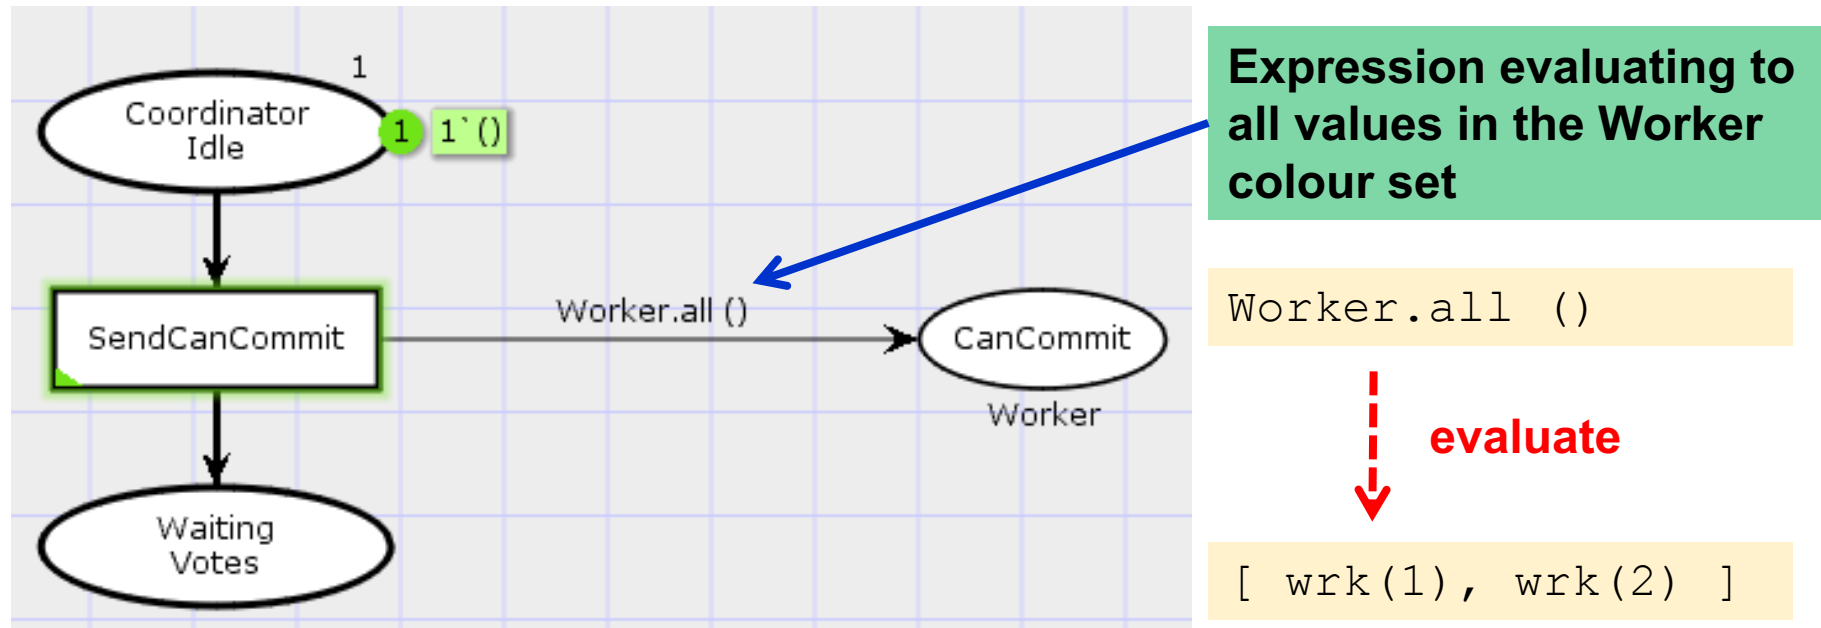 1
Coordinator
Idle
1
1`()
SendCanCommit
Worker.all ()
CanCommit
Worker
Waiting
Votes
Expression evaluating to
all values in the Worker
colour set
Worker.all ()
evaluate
[ wrk(1), wrk(2) ]